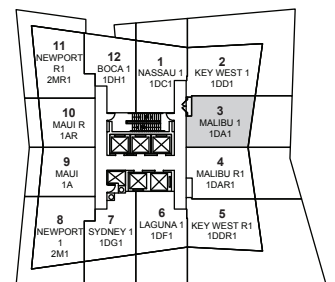 11
NEWPORT
R1
2MR1
12
BOCA 1
1DH1
1
NASSAU 1
1DC1
2
KEY WEST 1
1DD1
10
MAUI R
1AR
3
MALIBU 1
1DA1
9
MAUI
1A
4
MALIBU R1
1DAR1
8
NEWPORT
1
2M1
7
SYDNEY 1
1DG1
6
LAGUNA 1
1DF1
5
KEY WEST R1
1DDR1